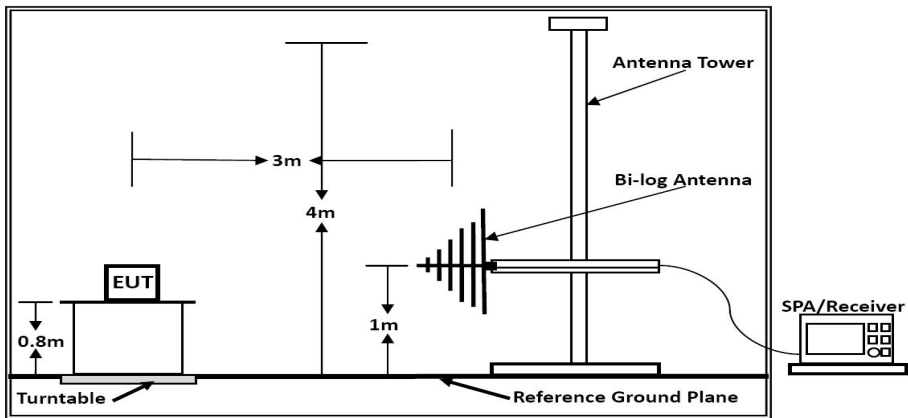 Antenna Tower
3m
Bi-log Antenna
4m
EUT
SPA/Receiver
0.8m
1m
Turntable
Reference Ground Plane